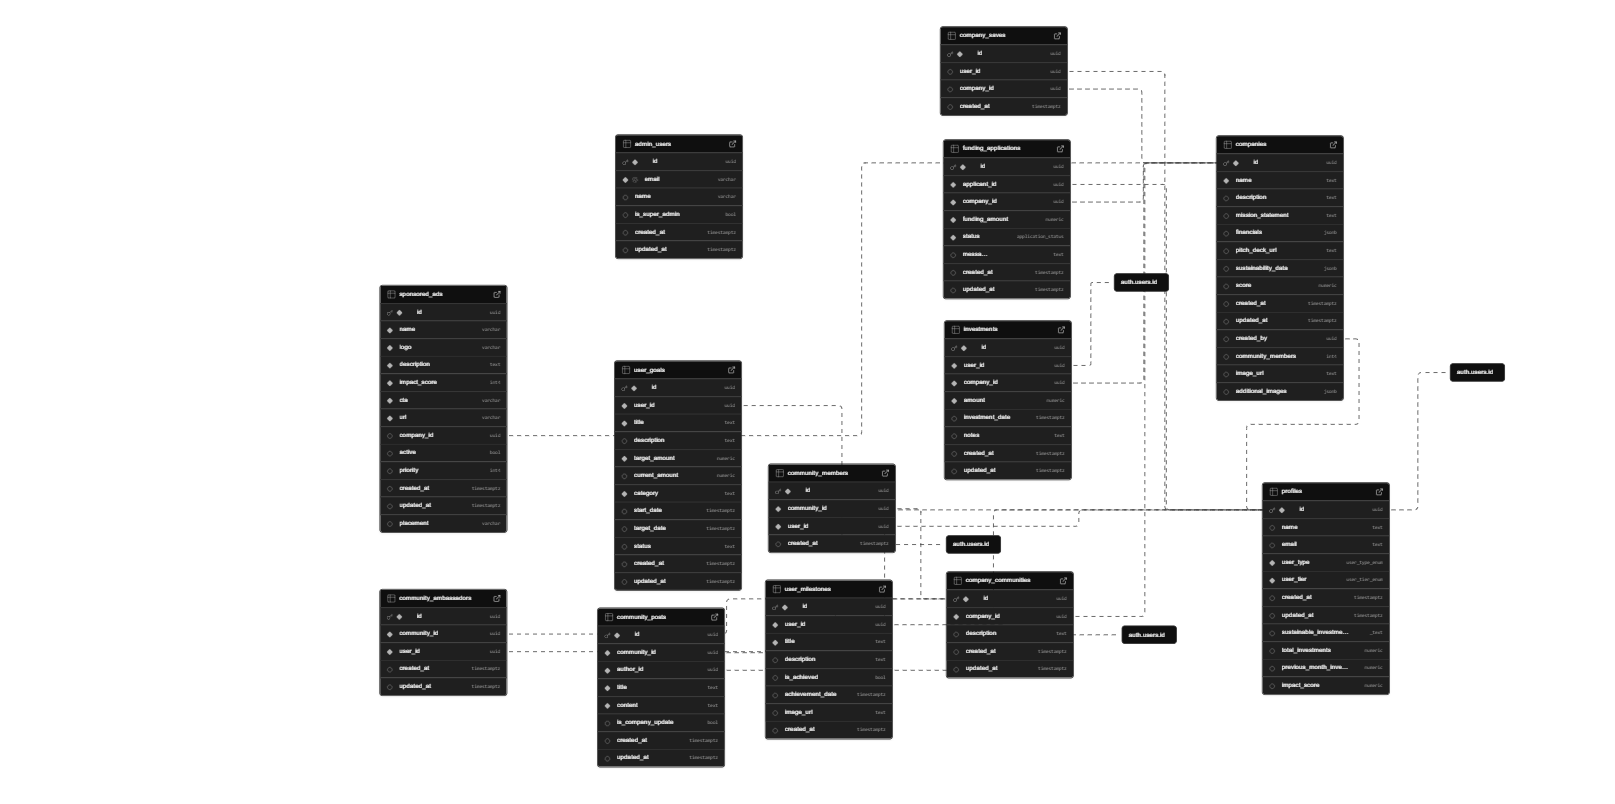 company_saves
id uuid
user_id uuid
company_id uuid
created_at timestamptz
admin_users
id uuid
email varchar
name varchar
is_super_admin bool
created_at timestamptz
updated_at timestamptz
funding_applications
id uuid
applicant_id uuid
company_id uuid
funding_amount numeric
status application_status
messa... text
created_at timestamptz
updated_at timestamptz
companies
id uuid
name text
description text
mission_statement text
financials jsonb
pitch_deck_url text
sustainability_data jsonb
score numeric
created_at timestamptz
updated_at timestamptz
created_by uuid
community_members int4
image_url text
additional_images jsonb
auth.users.id
sponsored_ads
id uuid
name varchar
logo varchar
description text
impact_score int4
cta varchar
url varchar
company_id uuid
active bool
priority int4
created_at timestamptz
updated_at timestamptz
placement varchar
investments
id uuid
user_id uuid
company_id uuid
amount numeric
investment_date timestamptz
notes text
created_at timestamptz
updated_at timestamptz
user_goals
id uuid
user_id uuid
title text
description text
target_amount numeric
current_amount numeric
category text
start_date timestamptz
target_date timestamptz
status text
created_at timestamptz
updated_at timestamptz
auth.users.id
community_members
id uuid
community_id uuid
user_id uuid
created_at timestamptz
profiles
id uuid
name text
email text
user_type user_type_enum
user_tier user_tier_enum
created_at timestamptz
updated_at timestamptz
sustainable_investme... _text
total_investments numeric
previous_month_inve... numeric
impact_score numeric
auth.users.id
company_communities
id uuid
company_id uuid
description text
created_at timestamptz
updated_at timestamptz
auth.users.id
user_milestones
id uuid
user_id uuid
title text
description text
is_achieved bool
achievement_date timestamptz
image_url text
created_at timestamptz
community_ambassadors
id uuid
community_id uuid
user_id uuid
created_at timestamptz
updated_at timestamptz
community_posts
id uuid
community_id uuid
author_id uuid
title text
content text
is_company_update bool
created_at timestamptz
updated_at timestamptz